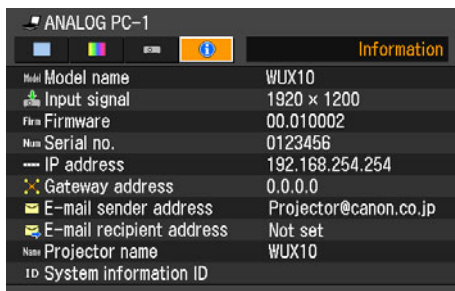 ANALOG PC-1
Information
Model Model name WUX10
Input signal 1920 × 1200
Firm Firmware 00.010002
Num Serial no. 0123456
IP address 192.168.254.254
Gateway address 0.0.0.0
E-mail sender address Projector@canon.co.jp
E-mail recipient address Not set
Name Projector name WUX10
ID System information ID